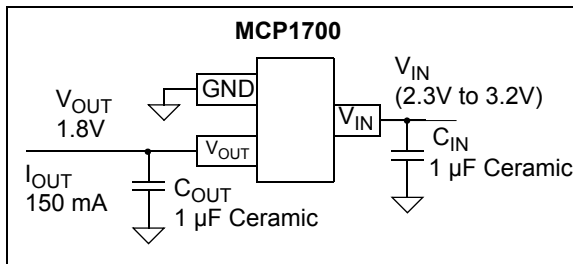 MCP1700
GND
V_IN
(2.3V to 3.2V)
V_OUT
1.8V
V_IN
V_OUT
C_IN
1 µF Ceramic
I_OUT
150 mA
C_OUT
1 µF Ceramic